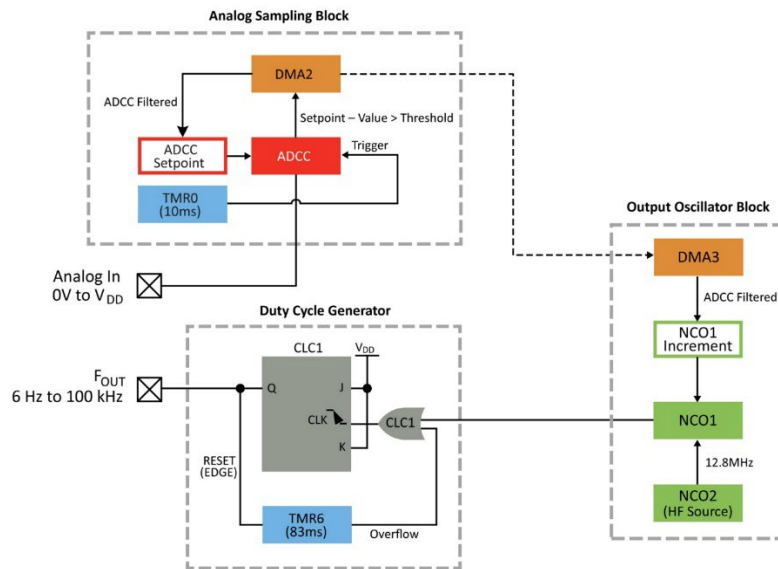 Analog Sampling Block
DMA2
ADCC Filtered
Setpoint – Value > Threshold
ADCC
Setpoint
ADCC
Trigger
TMR0
(10ms)
Analog In
0V to VDD
Output Oscillator Block
DMA3
ADCC Filtered
NCO1
Increment
NCO1
12.8MHz
NCO2
(HF Source)
Duty Cycle Generator
CLC1
VDD
FOUT
6 Hz to 100 kHz
Q
J
CLK
CLC1
K
RESET
(EDGE)
TMR6
(83ms)
Overflow